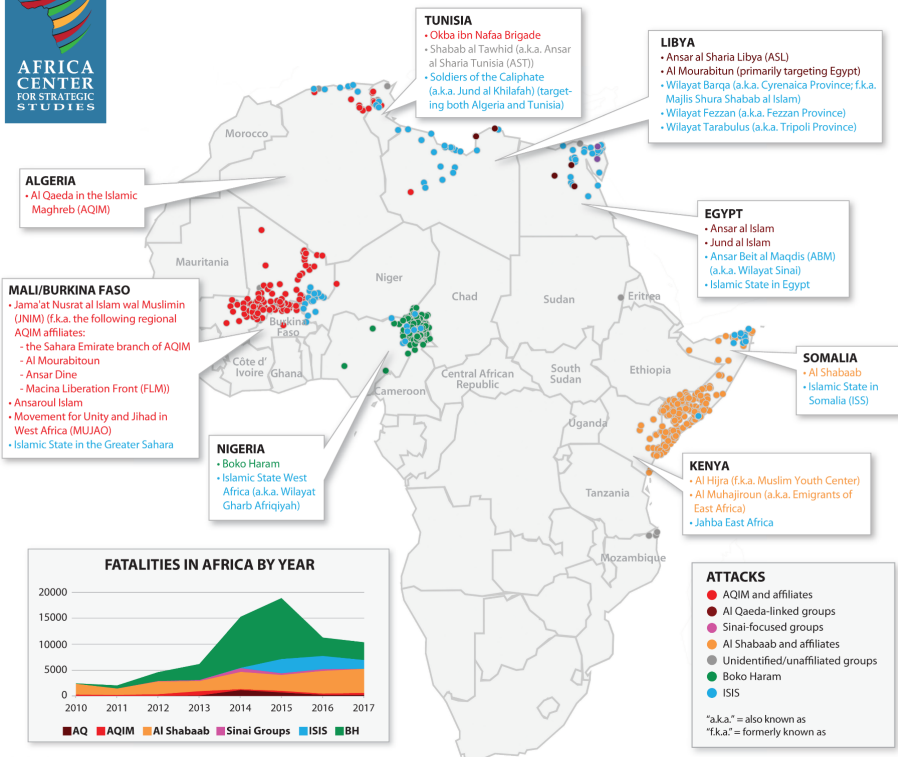 AFRICA
CENTER
FOR STRATEGIC
STUDIES
TUNISIA
• Okba ibn Nafaa Brigade
• Shabab al Tawhid (a.k.a. Ansar
al Sharia Tunisia (AST))
• Soldiers of the Caliphate
(a.k.a. Jund al Khilafah) (target-
ing both Algeria and Tunisia)
LIBYA
• Ansar al Sharia Libya (ASL)
• Al Mourabitun (primarily targeting Egypt)
• Wilayat Barqa (a.k.a. Cyrenaica Province; f.k.a.
Majlis Shura Shabab al Islam)
• Wilayat Fezzan (a.k.a. Fezzan Province)
• Wilayat Tarabulus (a.k.a. Tripoli Province)
Morocco
ALGERIA
• Al Qaeda in the Islamic
Maghreb (AQIM)
EGYPT
• Ansar al Islam
• Jund al Islam
• Ansar Beit al Maqdis (ABM)
(a.k.a. Wilayat Sinai)
• Islamic State in Egypt
Mauritania
Niger
Chad
Sudan
Eritrea
MALI/BURKINA FASO
• Jama'at Nusrat al Islam wal Muslimin
(JNIM) (f.k.a. the following regional
AQIM affiliates:
- the Sahara Emirate branch of AQIM
- Al Mourabitoun
- Ansar Dine
- Macina Liberation Front (FLM))
• Ansaroul Islam
• Movement for Unity and Jihad in
West Africa (MUJAO)
• Islamic State in the Greater Sahara
Burkina
Faso
Côte d'
Ivoire
Ghana
Cameroon
Central African
Republic
South
Sudan
Ethiopia
SOMALIA
• Al Shabaab
• Islamic State in
Somalia (ISS)
Uganda
NIGERIA
• Boko Haram
• Islamic State West
Africa (a.k.a. Wilayat
Gharb Afriqiyah)
KENYA
• Al Hijra (f.k.a. Muslim Youth Center)
• Al Muhajiroun (a.k.a. Emigrants of
East Africa)
• Jahba East Africa
Tanzania
Mozambique
FATALITIES IN AFRICA BY YEAR
20000
15000
10000
5000
0
2010 2011 2012 2013 2014 2015 2016 2017
AQ AQIM Al Shabaab Sinai Groups ISIS BH
ATTACKS
AQIM and affiliates
Al Qaeda-linked groups
Sinai-focused groups
Al Shabaab and affiliates
Unidentified/unaffiliated groups
Boko Haram
ISIS
"a.k.a." = also known as
"f.k.a." = formerly known as